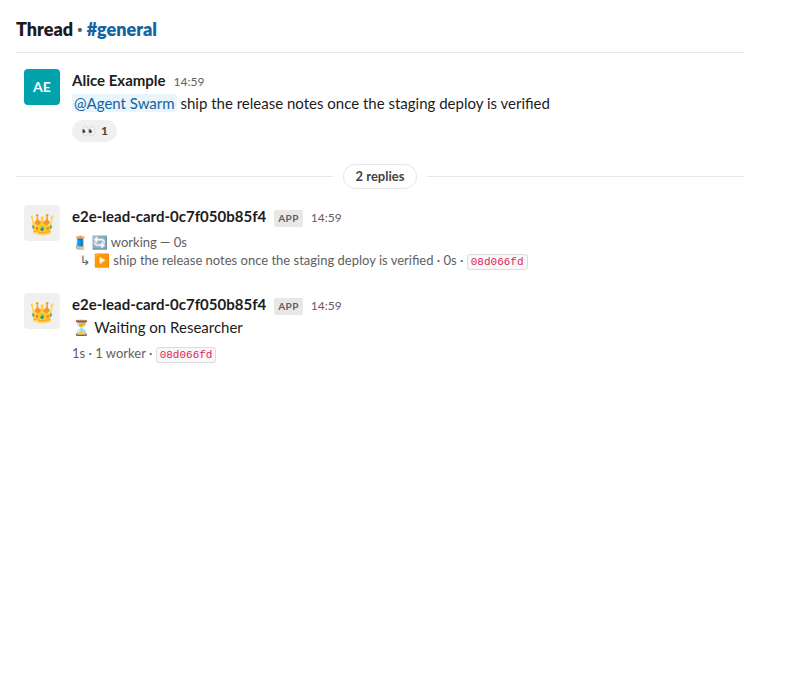 Thread • #general
AE
Alice Example 14:59
@Agent Swarm ship the release notes once the staging deploy is verified
👀 1
2 replies
e2e-lead-card-0c7f050b85f4 APP 14:59
🧵 🔄 working — 0s
↳ ▶️ ship the release notes once the staging deploy is verified · 0s · 08d066fd
e2e-lead-card-0c7f050b85f4 APP 14:59
⏳ Waiting on Researcher
1s · 1 worker · 08d066fd